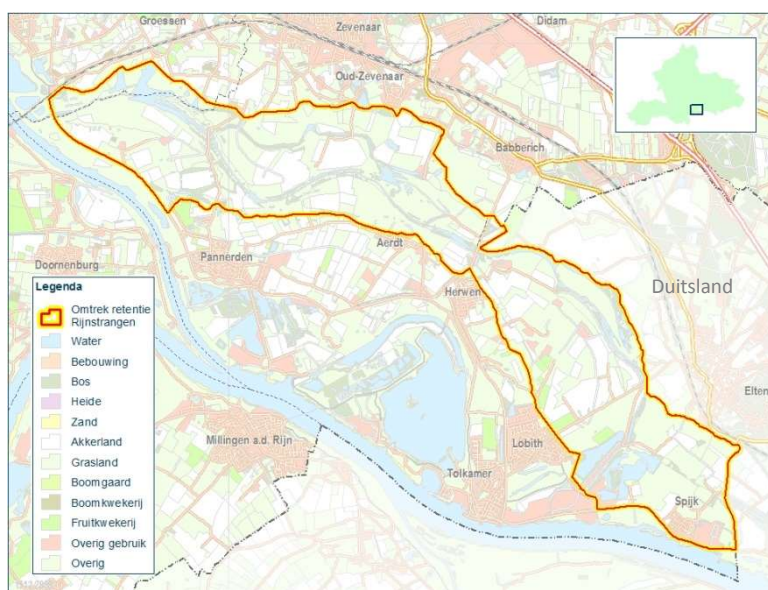 Groessen
Zevenaar
Didam
Oud-Zevenaar
Babberich
Aerdt
Pannerden
Doornenburg
Herwen
Duitsland
Elten
Lobith
Millingen a.d. Rijn
Tolkamer
Spijk
Legenda
Omtrek retentie
Rijnstrangen
Water
Bebouwing
Bos
Heide
Zand
Akkerland
Grasland
Boomgaard
Boomkwekerij
Fruitkwekerij
Overig gebruik
Overig